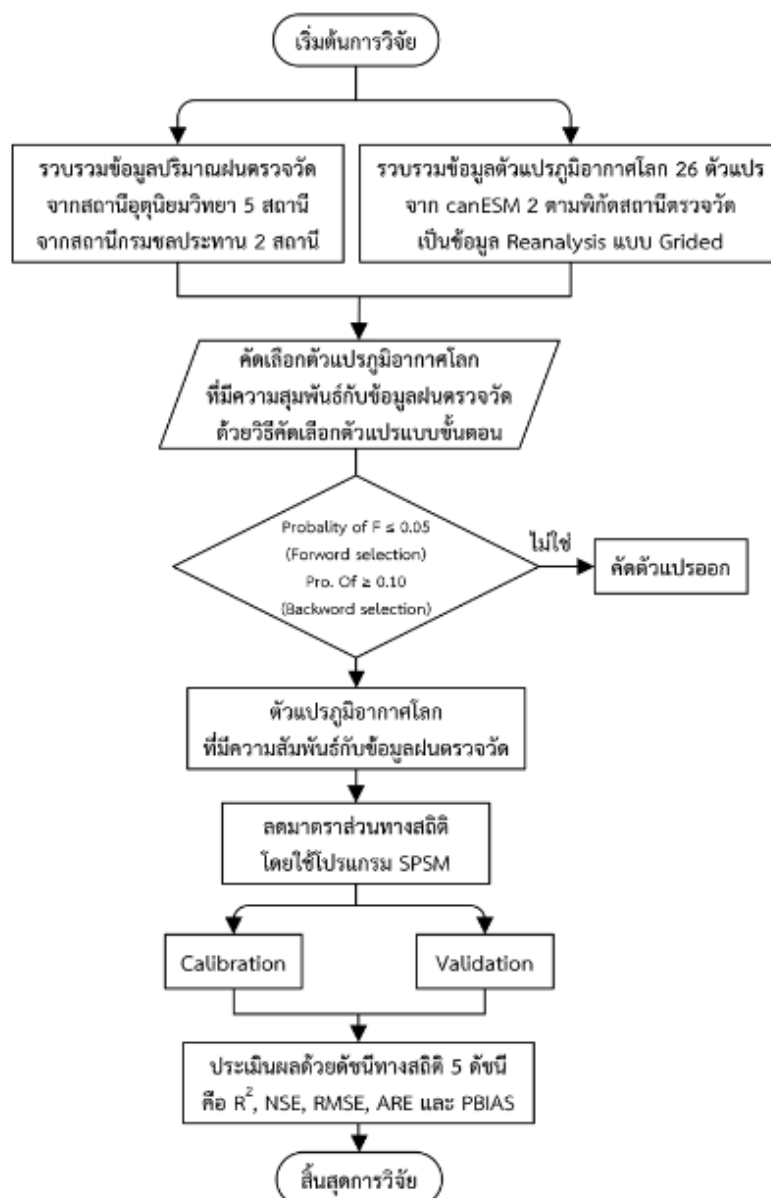 เริ่มต้นการวิจัย
รวบรวมข้อมูลปริมาณฝนตรวจวัด
จากสถานีอุตุนิยมวิทยา 5 สถานี
จากสถานีกรมชลประทาน 2 สถานี
รวบรวมข้อมูลตัวแปรภูมิอากาศโลก 26 ตัวแปร
จาก canESM 2 ตามพิกัดสถานีตรวจวัด
เป็นข้อมูล Reanalysis แบบ Grided
คัดเลือกตัวแปรภูมิอากาศโลก
ที่มีความสุมพันธ์กับข้อมูลฝนตรวจวัด
ด้วยวิธีคัดเลือกตัวแปรแบบขั้นตอน
Probality of F ≤ 0.05
(Forword selection)
Pro. Of ≥ 0.10
(Backword selection)
ไม่ใช่
คัดตัวแปรออก
ตัวแปรภูมิอากาศโลก
ที่มีความสัมพันธ์กับข้อมูลฝนตรวจวัด
ลดมาตราส่วนทางสถิติ
โดยใช้โปรแกรม SPSM
Calibration
Validation
ประเมินผลด้วยดัชนีทางสถิติ 5 ดัชนี
คือ R², NSE, RMSE, ARE และ PBIAS
สิ้นสุดการวิจัย